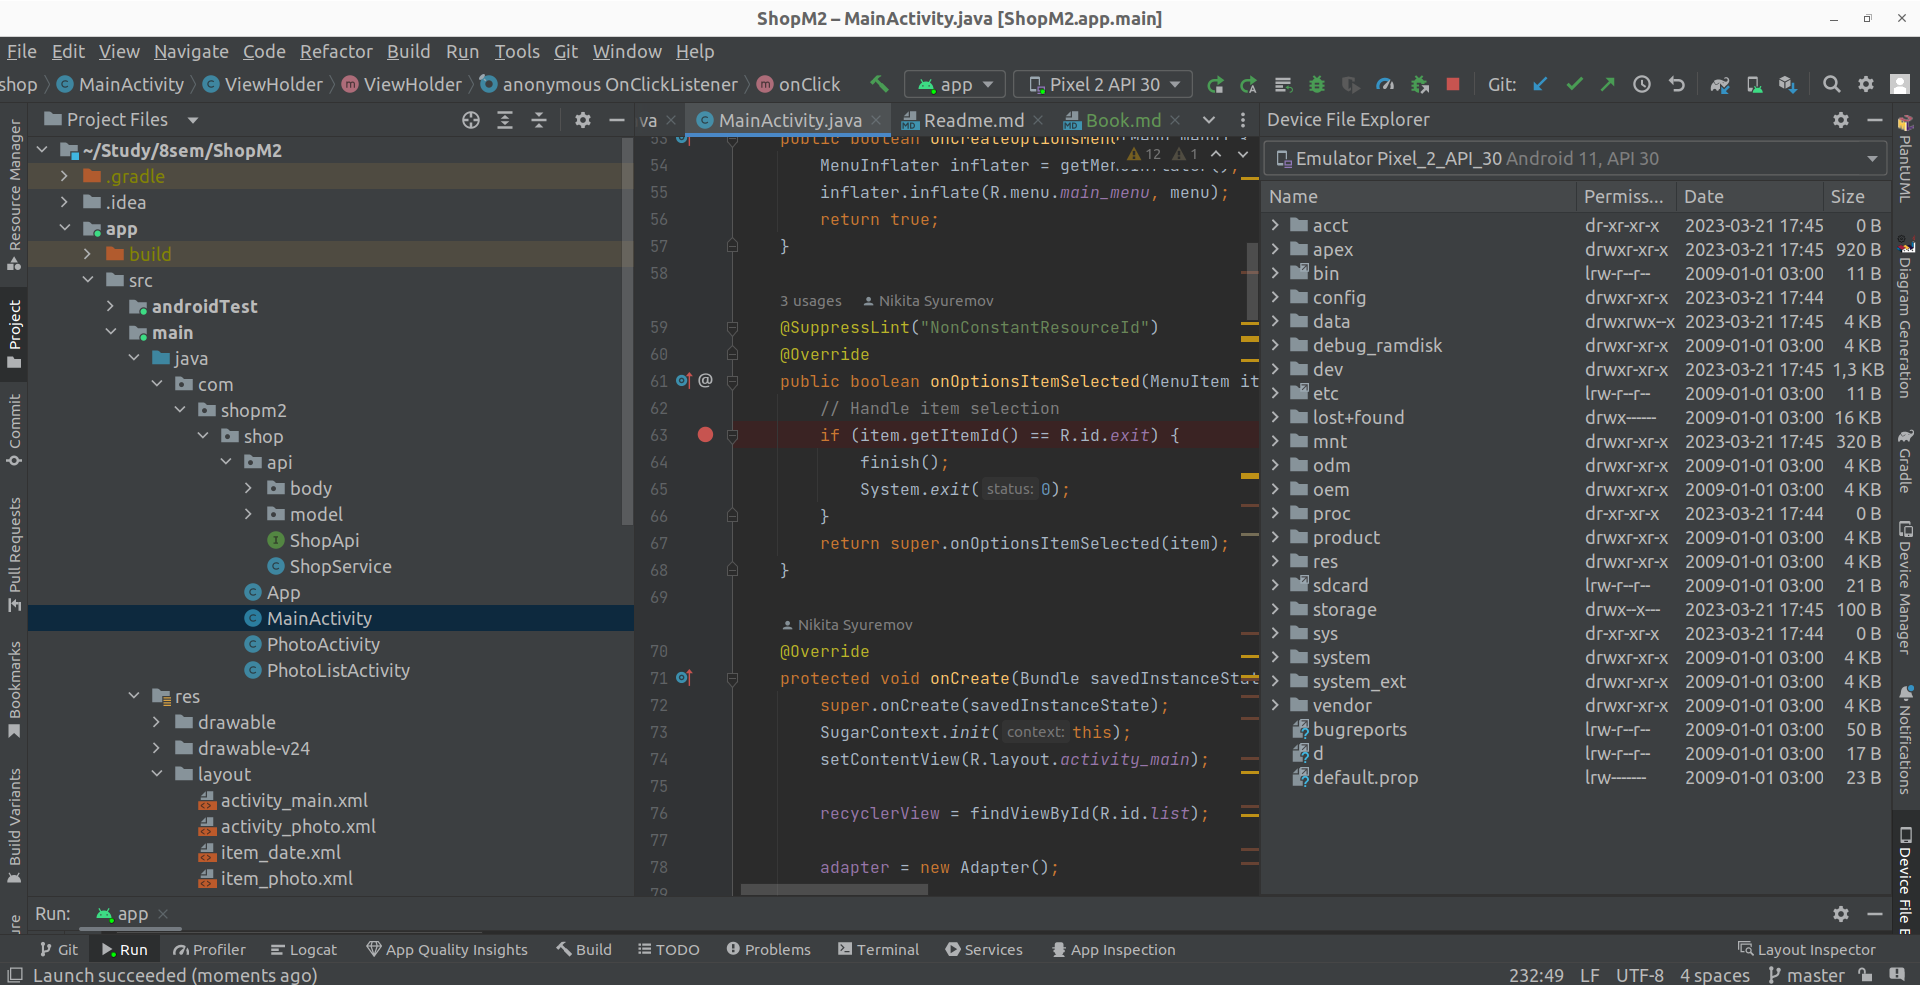 ShopM2 – MainActivity.java [ShopM2.app.main]
File Edit View Navigate Code Refactor Build Run Tools Git Window Help
shop MainActivity ViewHolder ViewHolder anonymous OnClickListener onClick app Pixel 2 API 30 Git:
Resource Manager
Project
Commit
Pull Requests
Bookmarks
Build Variants
Project Files
~/Study/8sem/ShopM2
.gradle
.idea
app
build
src
androidTest
main
java
com
shopm2
shop
api
body
model
ShopApi
ShopService
App
MainActivity
PhotoActivity
PhotoListActivity
res
drawable
drawable-v24
layout
activity_main.xml
activity_photo.xml
item_date.xml
item_photo.xml
va MainActivity.java Readme.md Book.md
12 1
53 public boolean onCreateOptionsMenu
54 MenuInflater inflater =
55 inflater.inflate(R.menu.main_menu, menu);
56 return true;
57 }
58
3 usages Nikita Syuremov
59 @SuppressLint("NonConstantResourceId")
60 @Override
61 @ public boolean onOptionsItemSelected(MenuItem it
62 // Handle item selection
63 if (item.getItemId() == R.id.exit) {
64 finish();
65 System.exit( status: 0);
66 }
67 return super.onOptionsItemSelected(item);
68 }
69
Nikita Syuremov
70 @Override
71 protected void onCreate(Bundle savedInstanceStat
72 super.onCreate(savedInstanceState);
73 SugarContext.init( context: this);
74 setContentView(R.layout.activity_main);
75
76 recyclerView = findViewById(R.id.list);
77
78 adapter = new Adapter();
79
Device File Explorer
Emulator Pixel_2_API_30 Android 11, API 30
Name Permiss... Date Size
acct dr-xr-xr-x 2023-03-21 17:45 0 B
apex drwxr-xr-x 2023-03-21 17:45 920 B
bin lrw-r--r-- 2009-01-01 03:00 11 B
config drwxr-xr-x 2023-03-21 17:44 0 B
data drwxrwx--x 2023-03-21 17:45 4 KB
debug_ramdisk drwxr-xr-x 2009-01-01 03:00 4 KB
dev drwxr-xr-x 2023-03-21 17:45 1,3 KB
etc lrw-r--r-- 2009-01-01 03:00 11 B
lost+found drwx------ 2009-01-01 03:00 16 KB
mnt drwxr-xr-x 2023-03-21 17:45 320 B
odm drwxr-xr-x 2009-01-01 03:00 4 KB
oem drwxr-xr-x 2009-01-01 03:00 4 KB
proc dr-xr-xr-x 2023-03-21 17:44 0 B
product drwxr-xr-x 2009-01-01 03:00 4 KB
res drwxr-xr-x 2009-01-01 03:00 4 KB
sdcard lrw-r--r-- 2009-01-01 03:00 21 B
storage drwx--x--- 2023-03-21 17:45 100 B
sys dr-xr-xr-x 2023-03-21 17:44 0 B
system drwxr-xr-x 2009-01-01 03:00 4 KB
system_ext drwxr-xr-x 2009-01-01 03:00 4 KB
vendor drwxr-xr-x 2009-01-01 03:00 4 KB
bugreports lrw-r--r-- 2009-01-01 03:00 50 B
d lrw-r--r-- 2009-01-01 03:00 17 B
default.prop lrw------- 2009-01-01 03:00 23 B
PlantUML
Diagram Generation
Gradle
Device Manager
Notifications
Device File E
Run: app
Git Run Profiler Logcat App Quality Insights Build TODO Problems Terminal Services App Inspection Layout Inspector
Launch succeeded (moments ago) 232:49 LF UTF-8 4 spaces master